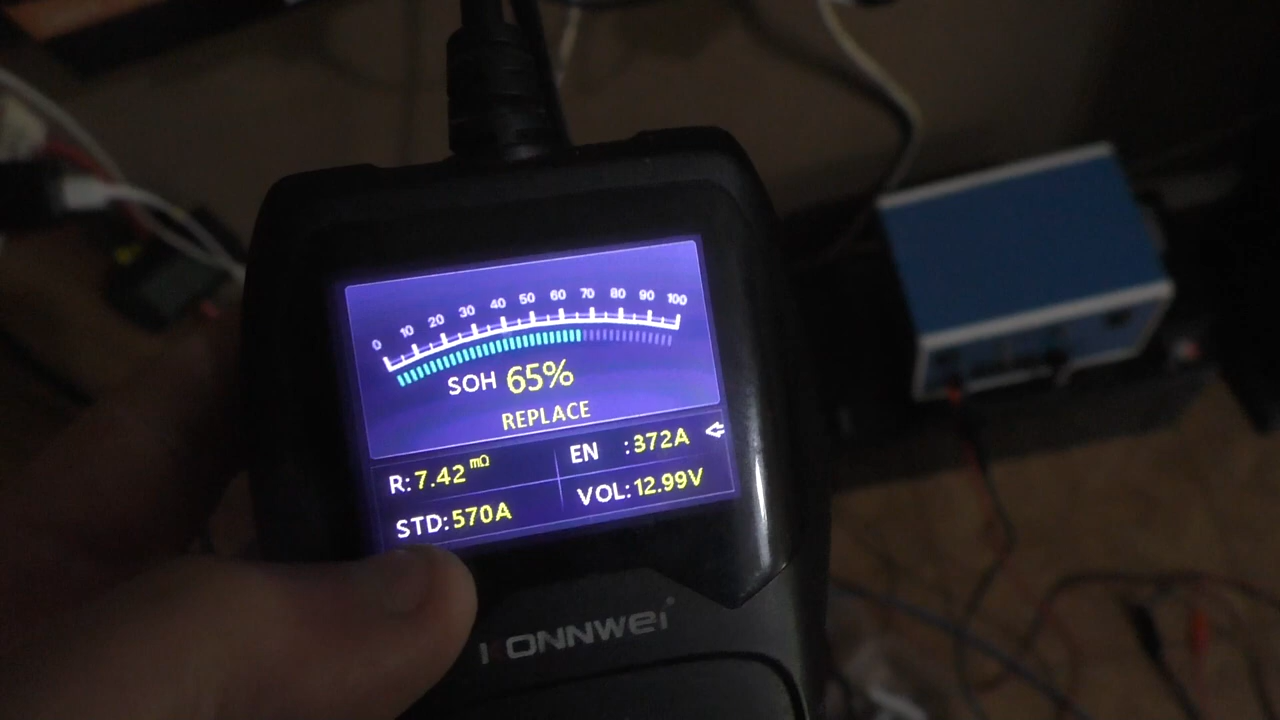 0 10 20 30 40 50 60 70 80 90 100
SOH 65%
REPLACE
R: 7.42 mΩ
EN : 372A
STD: 570A
VOL: 12.99V
KONNWEI